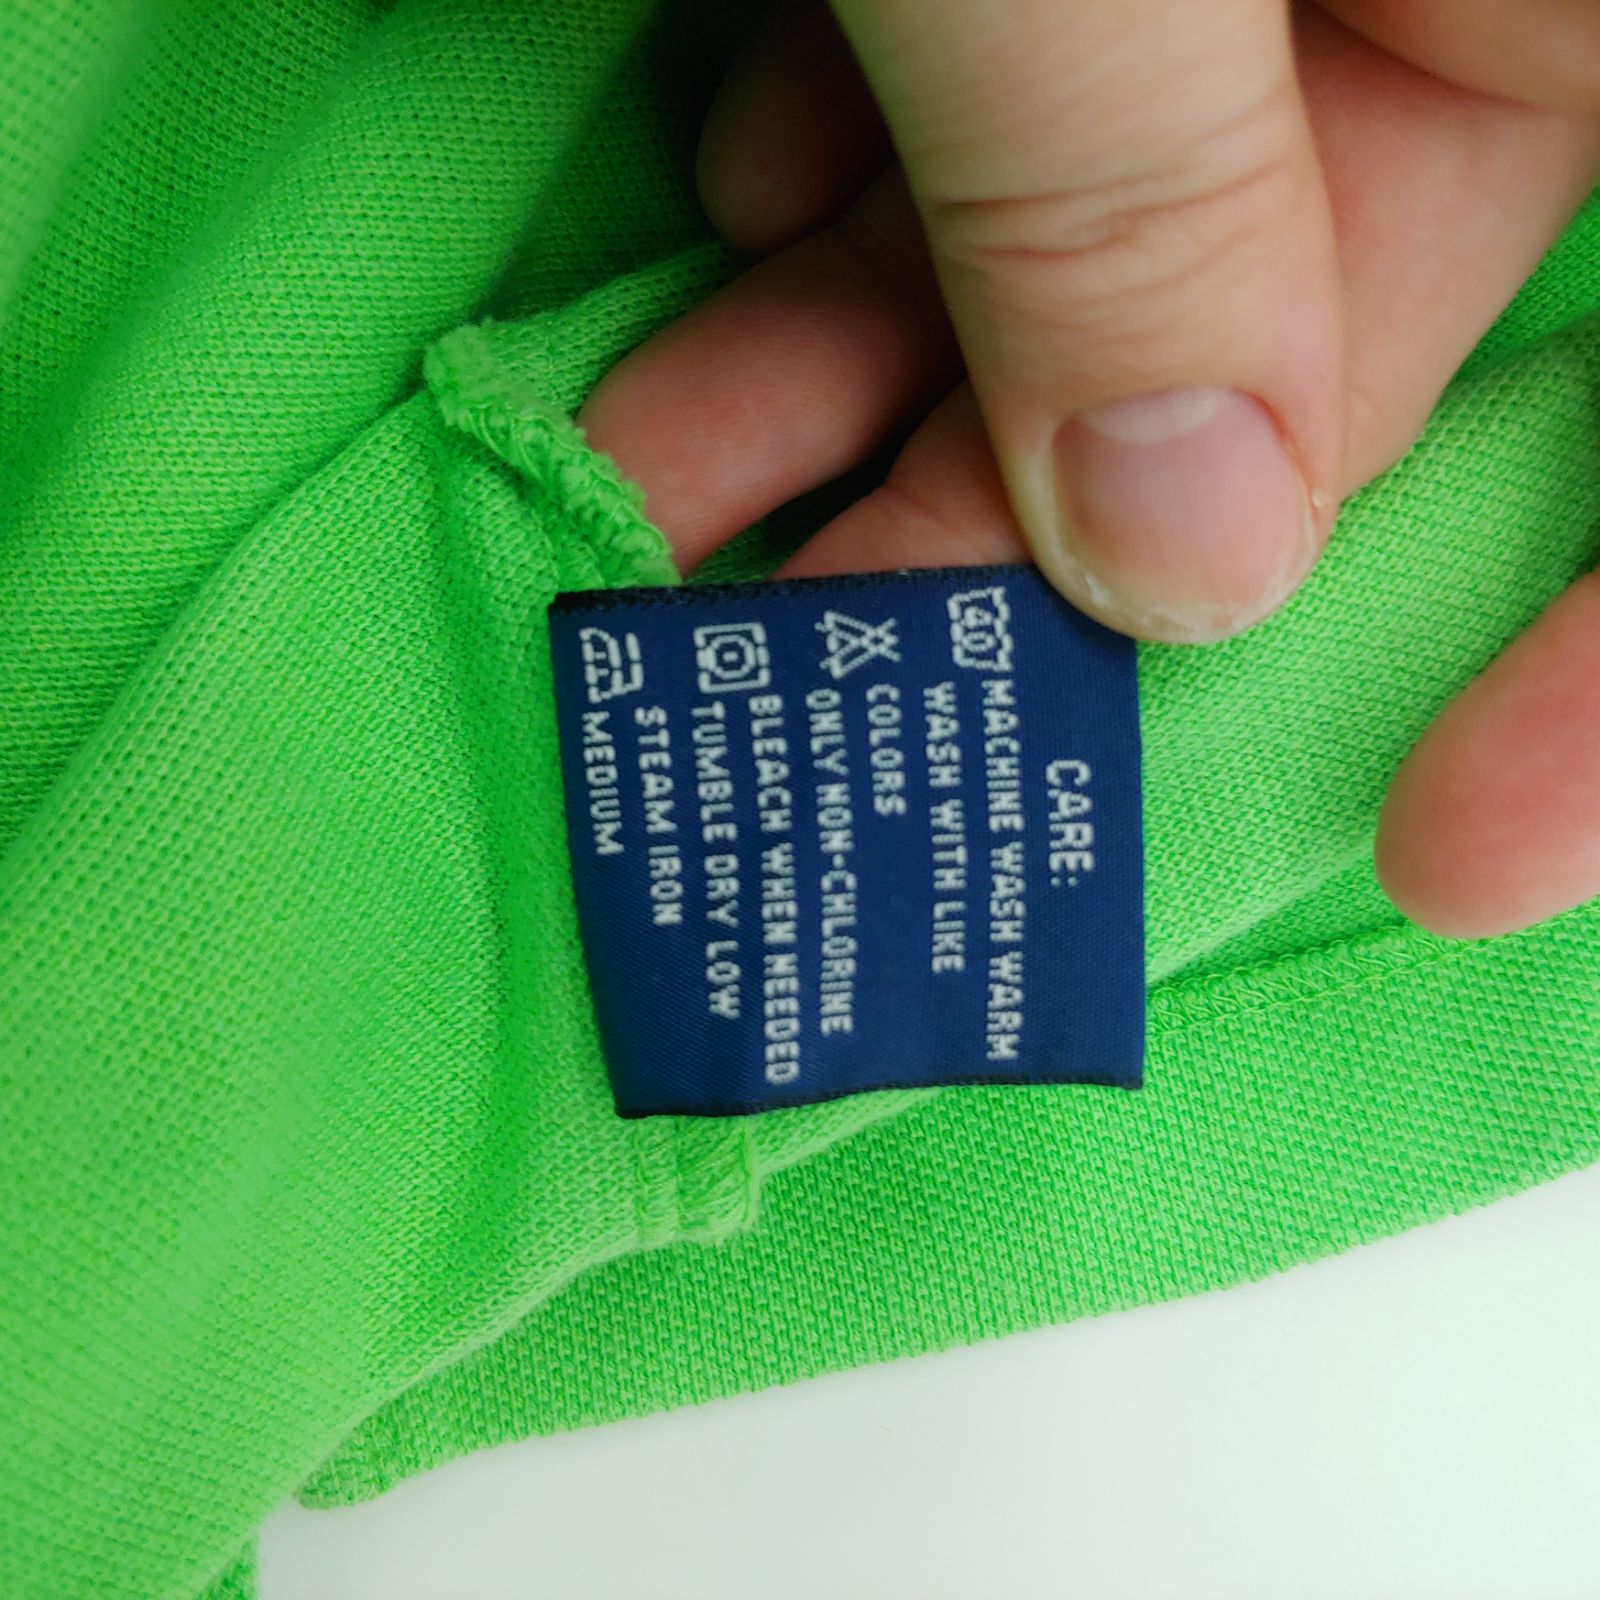 CARE:
40 MACHINE WASH WARM
WASH WITH LIKE
COLORS
ONLY NON-CHLORINE
BLEACH WHEN NEEDED
TUMBLE DRY LOW
STEAM IRON
MEDIUM